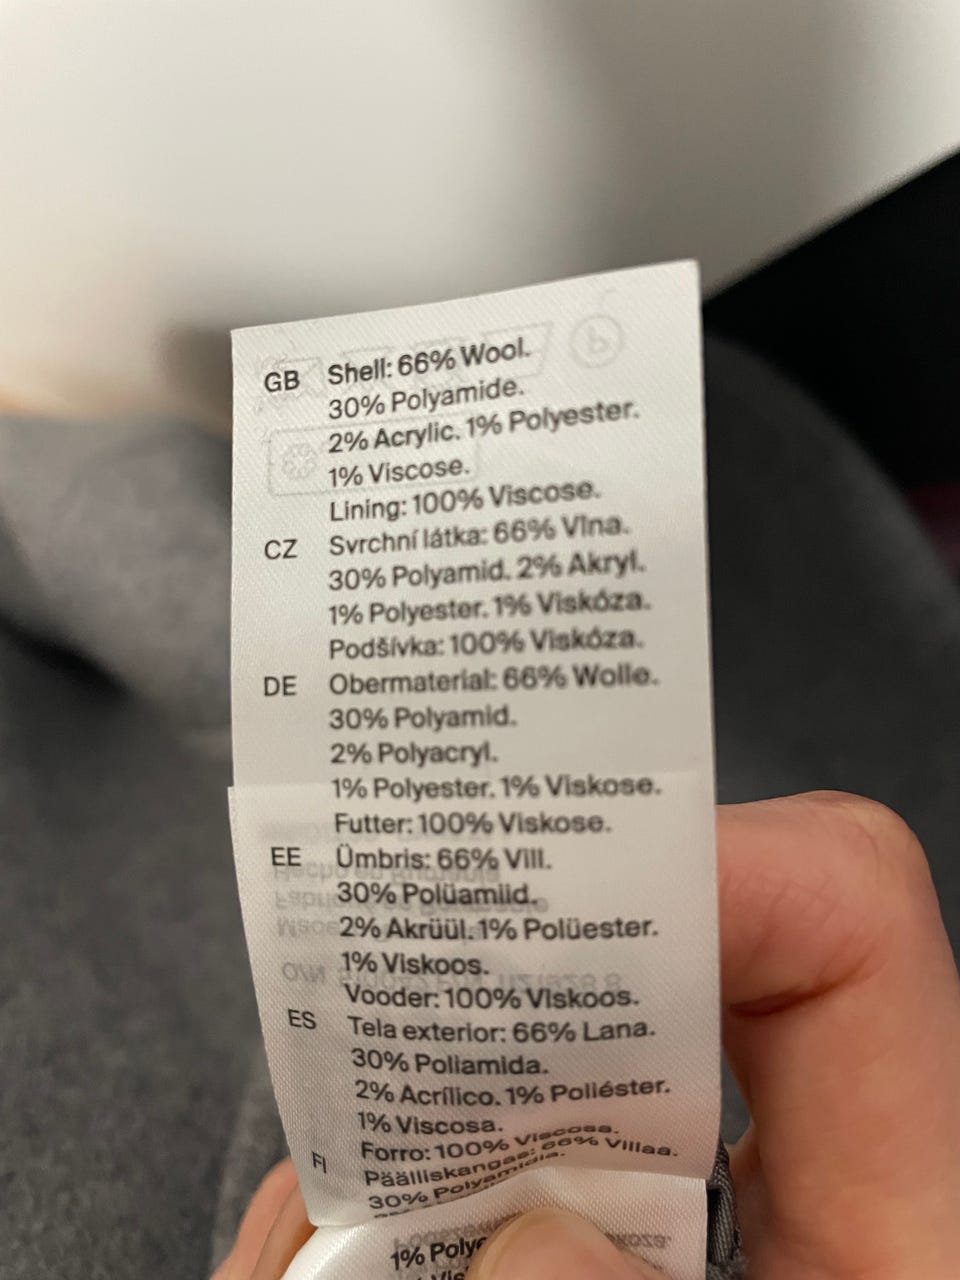 GB Shell: 66% Wool.
30% Polyamide.
2% Acrylic. 1% Polyester.
1% Viscose.
Lining: 100% Viscose.
CZ Svrchní látka: 66% Vlna.
30% Polyamid. 2% Akryl.
1% Polyester. 1% Viskóza.
Podšívka: 100% Viskóza.
DE Obermaterial: 66% Wolle.
30% Polyamid.
2% Polyacryl.
1% Polyester. 1% Viskose.
Futter: 100% Viskose.
EE Ümbris: 66% Vill.
30% Polüamiid.
2% Akrüül. 1% Polüester.
1% Viskoos.
Vooder: 100% Viskoos.
ES Tela exterior: 66% Lana.
30% Poliamida.
2% Acrílico. 1% Poliéster.
1% Viscosa.
Forro: 100% Viscosa.
FI Päälliskangas: 66% Villaa.
30% Polyamidia.
1%